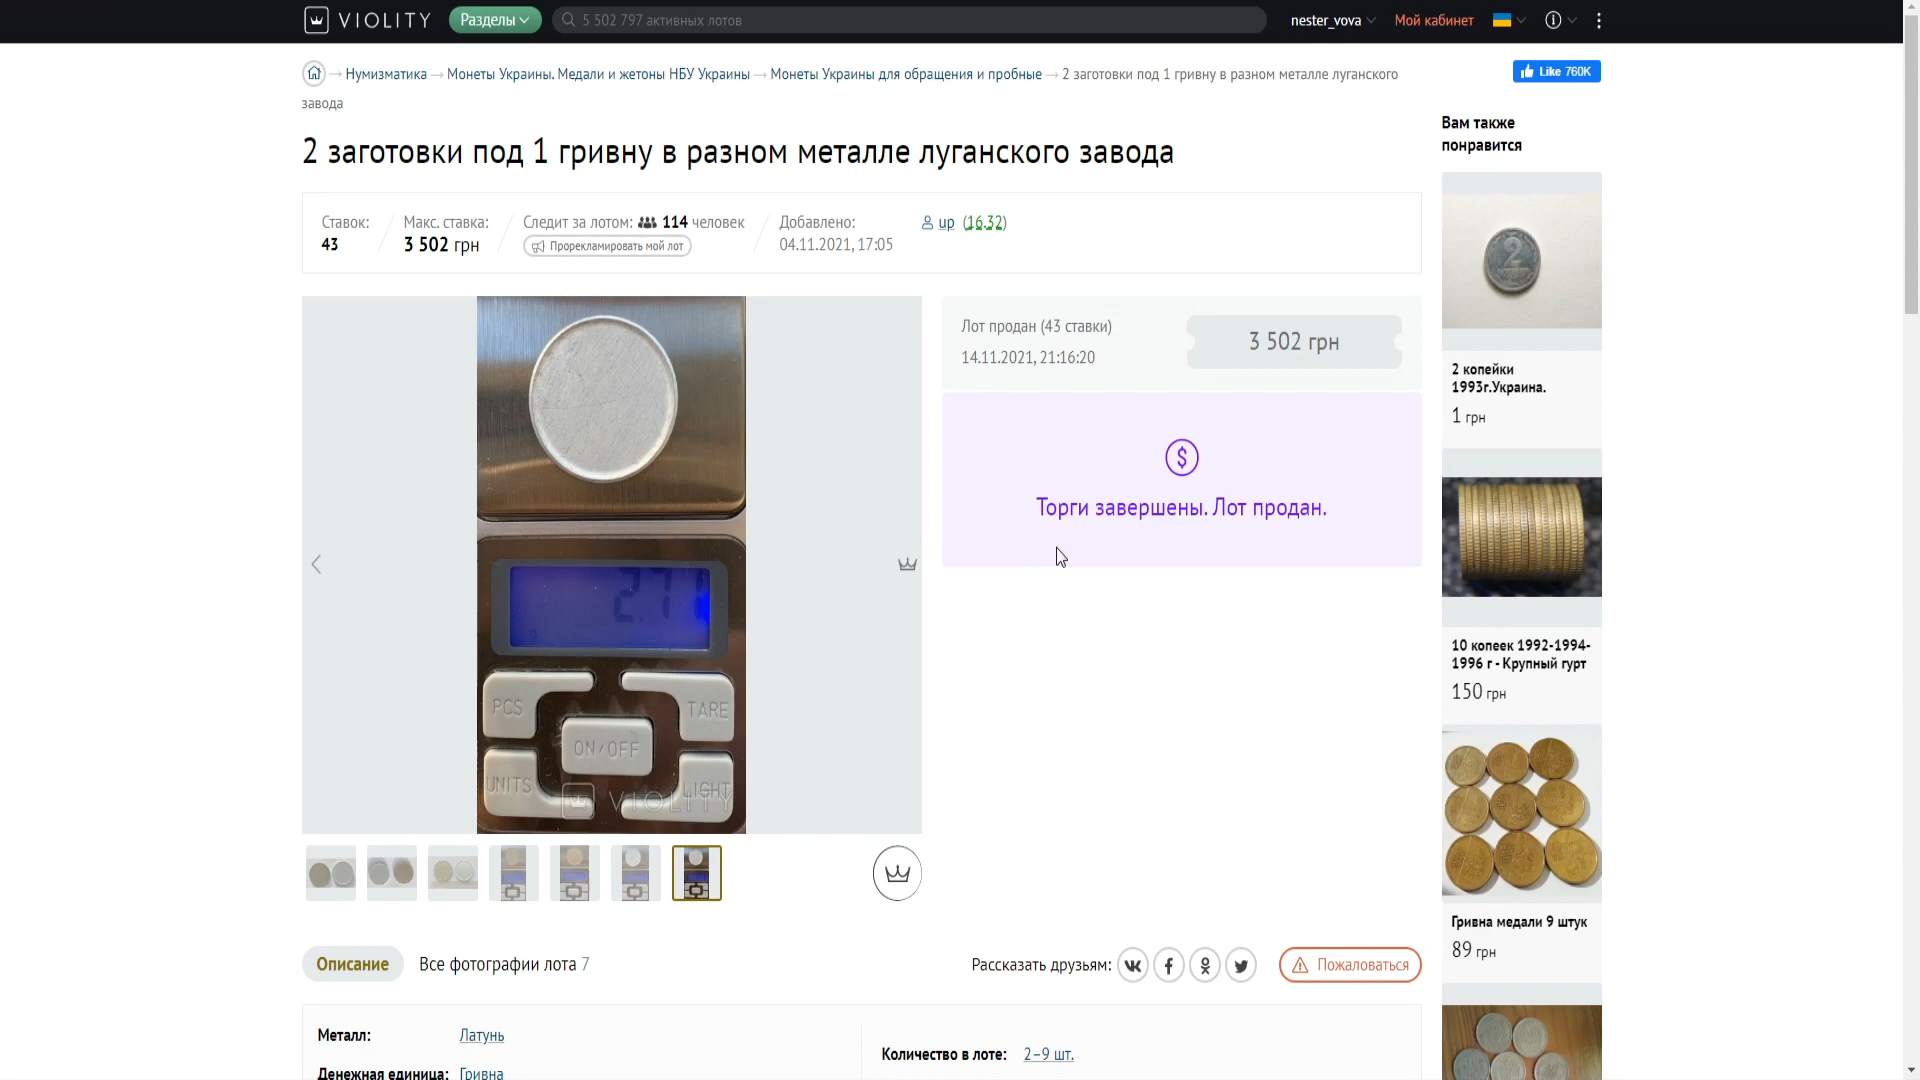 VIOLITY
Разделы
5 502 797 активных лотов
nester_vova
Мой кабинет
Нумизматика → Монеты Украины. Медали и жетоны НБУ Украины → Монеты Украины для обращения и пробные → 2 заготовки под 1 гривну в разном металле луганского
завода
Like 760K
2 заготовки под 1 гривну в разном металле луганского завода
Ставок:
43
Макс. ставка:
3 502 грн
Следит за лотом: 114 человек
Прорекламировать мой лот
Добавлено:
04.11.2021, 17:05
up (16,32)
Лот продан (43 ставки)
14.11.2021, 21:16:20
3 502 грн
$
Торги завершены. Лот продан.
PCS
TARE
ON/OFF
UNITS
LIGHT
VIOLITY
Описание
Все фотографии лота 7
Рассказать друзьям:
Пожаловаться
Металл: Латунь
Денежная единица: Гривна
Количество в лоте: 2–9 шт.
Вам также
понравится
2 копейки
1993г.Украина.
1 грн
10 копеек 1992-1994-
1996 г - Крупный гурт
150 грн
Гривна медали 9 штук
89 грн